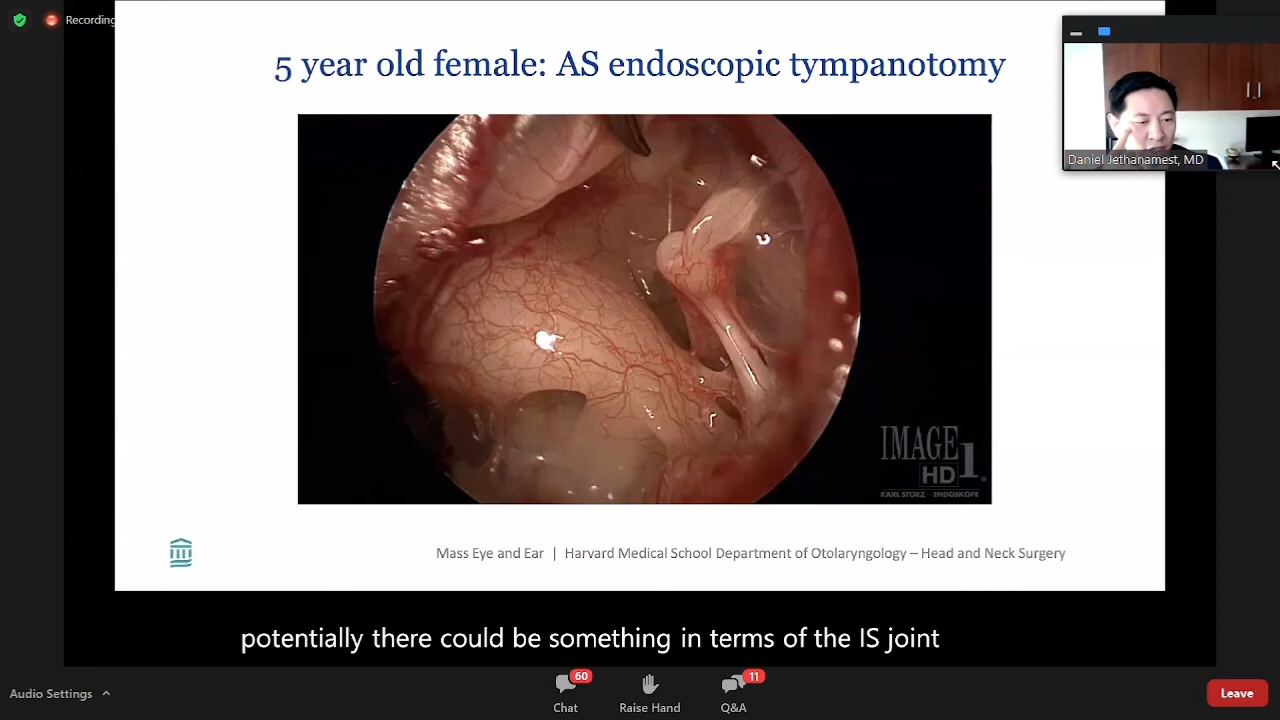 Recording
5 year old female: AS endoscopic tympanotomy
Daniel Jethanamest, MD
IMAGE 1
HD
KARL STORZ – ENDOSKOPE
Mass Eye and Ear | Harvard Medical School Department of Otolaryngology – Head and Neck Surgery
potentially there could be something in terms of the IS joint
Audio Settings
60
Chat
Raise Hand
11
Q&A
Leave